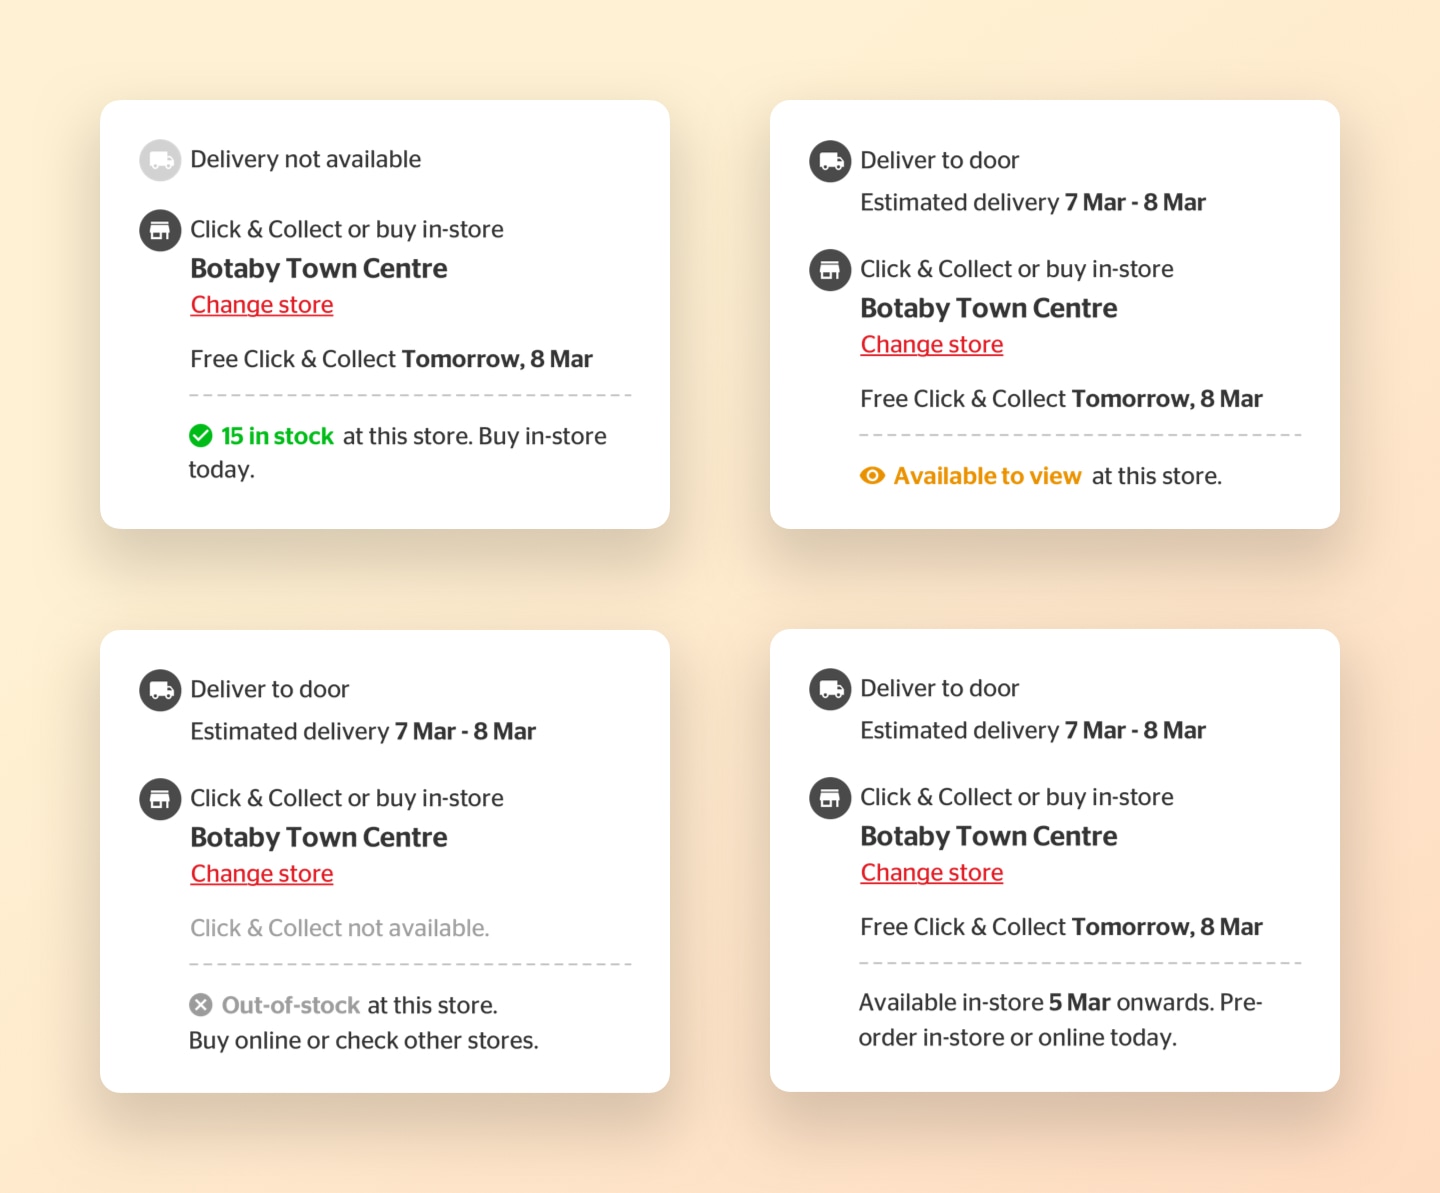 Delivery not available
Click & Collect or buy in-store
Botaby Town Centre
Change store
Free Click & Collect Tomorrow, 8 Mar
15 in stock at this store. Buy in-store
today.
Deliver to door
Estimated delivery 7 Mar - 8 Mar
Click & Collect or buy in-store
Botaby Town Centre
Change store
Free Click & Collect Tomorrow, 8 Mar
Available to view at this store.
Deliver to door
Estimated delivery 7 Mar - 8 Mar
Click & Collect or buy in-store
Botaby Town Centre
Change store
Click & Collect not available.
Out-of-stock at this store.
Buy online or check other stores.
Deliver to door
Estimated delivery 7 Mar - 8 Mar
Click & Collect or buy in-store
Botaby Town Centre
Change store
Free Click & Collect Tomorrow, 8 Mar
Available in-store 5 Mar onwards. Pre-
order in-store or online today.